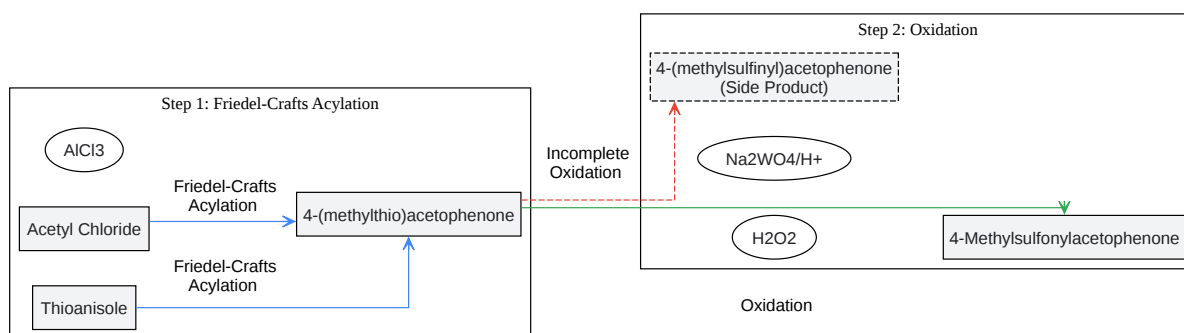 Step 1: Friedel-Crafts Acylation
AlCl3
Friedel-Crafts
Acylation
Acetyl Chloride
4-(methylthio)acetophenone
Friedel-Crafts
Acylation
Thioanisole
Incomplete
Oxidation
Step 2: Oxidation
4-(methylsulfinyl)acetophenone
(Side Product)
Na2WO4/H+
H2O2
4-Methylsulfonylacetophenone
Oxidation